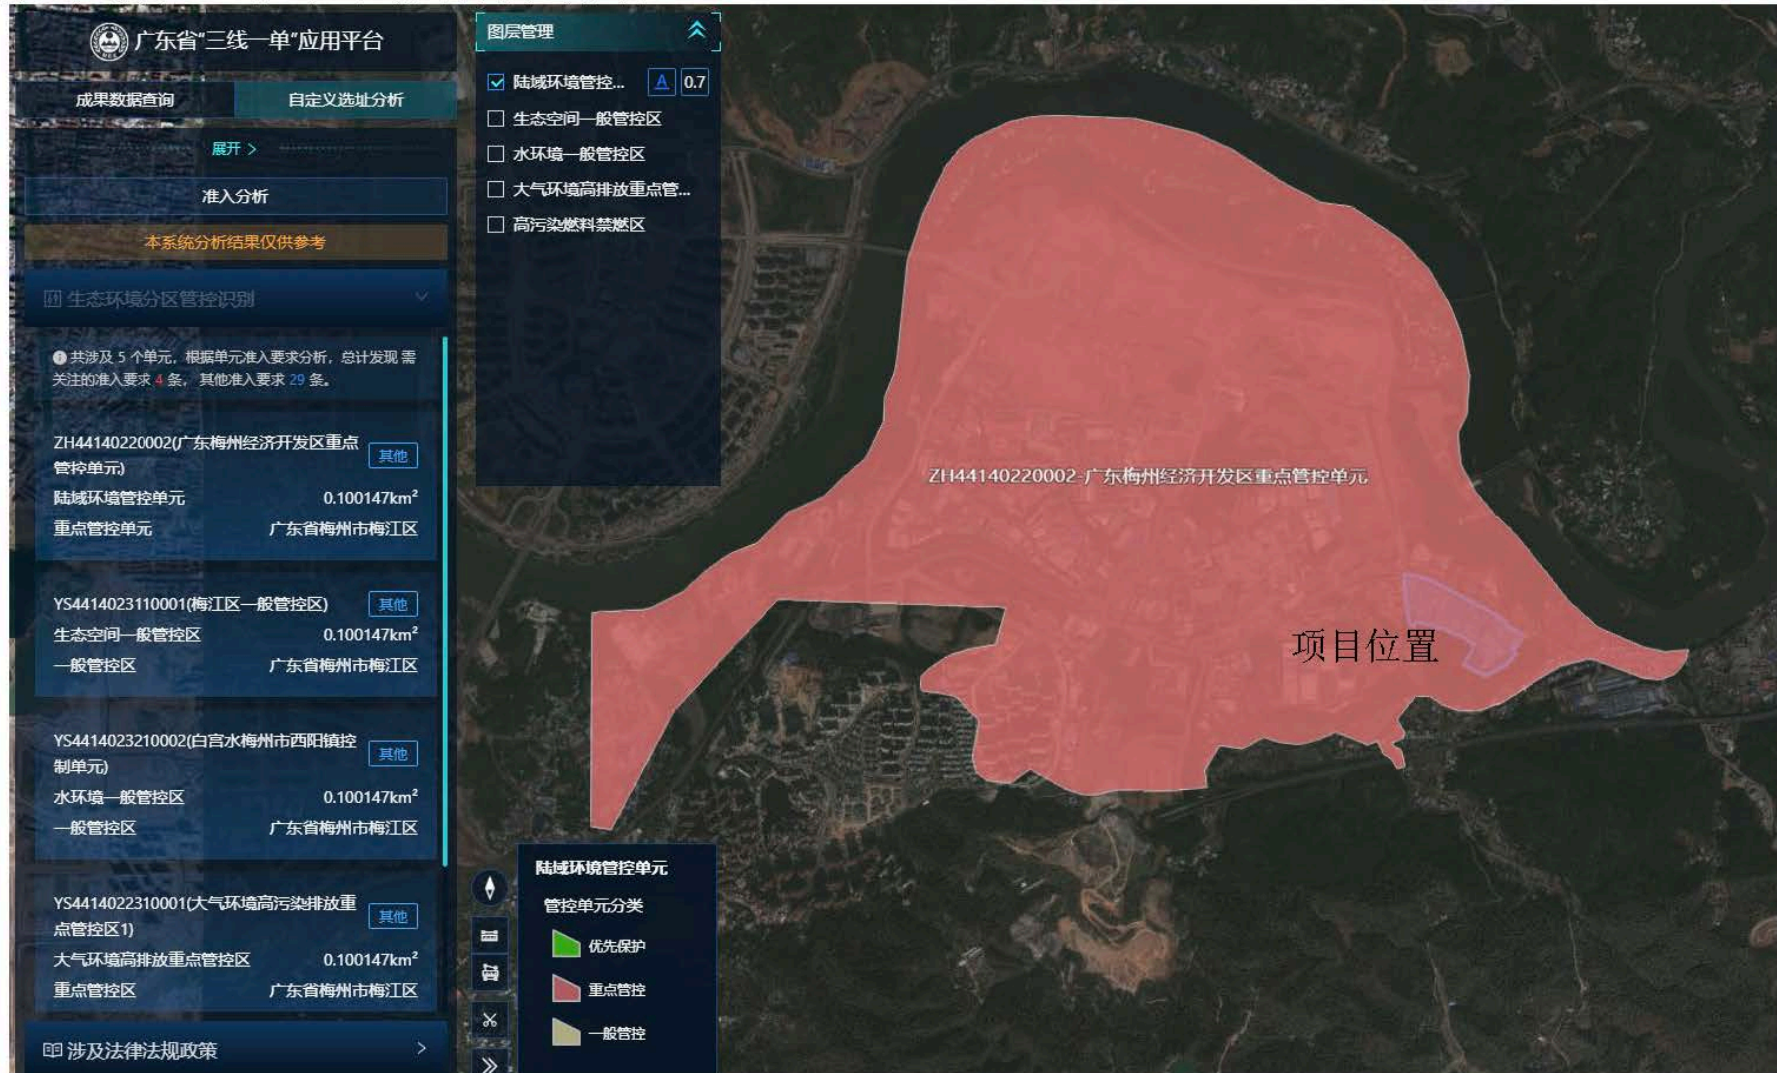 广东省“三线一单”应用平台
成果数据查询
自定义选址分析
展开 >
准入分析
本系统分析结果仅供参考
生态环境分区管控识别
共涉及 5 个单元，根据单元准入要求分析，总计发现 需
关注的准入要求 4 条， 其他准入要求 29 条。
ZH44140220002(广东梅州经济开发区重点
管控单元)
其他
陆域环境管控单元 0.100147km²
重点管控单元 广东省梅州市梅江区
YS4414023110001(梅江区一般管控区) 其他
生态空间一般管控区 0.100147km²
一般管控区 广东省梅州市梅江区
YS4414023210002(白宫水梅州市西阳镇控
制单元)
其他
水环境一般管控区 0.100147km²
一般管控区 广东省梅州市梅江区
YS4414022310001(大气环境高污染排放重
点管控区1)
其他
大气环境高排放重点管控区 0.100147km²
重点管控区 广东省梅州市梅江区
涉及法律法规政策 >
图层管理
陆域环境管控... A 0.7
生态空间一般管控区
水环境一般管控区
大气环境高排放重点管...
高污染燃料禁燃区
ZH44140220002-广东梅州经济开发区重点管控单元
项目位置
陆域环境管控单元
管控单元分类
优先保护
重点管控
一般管控